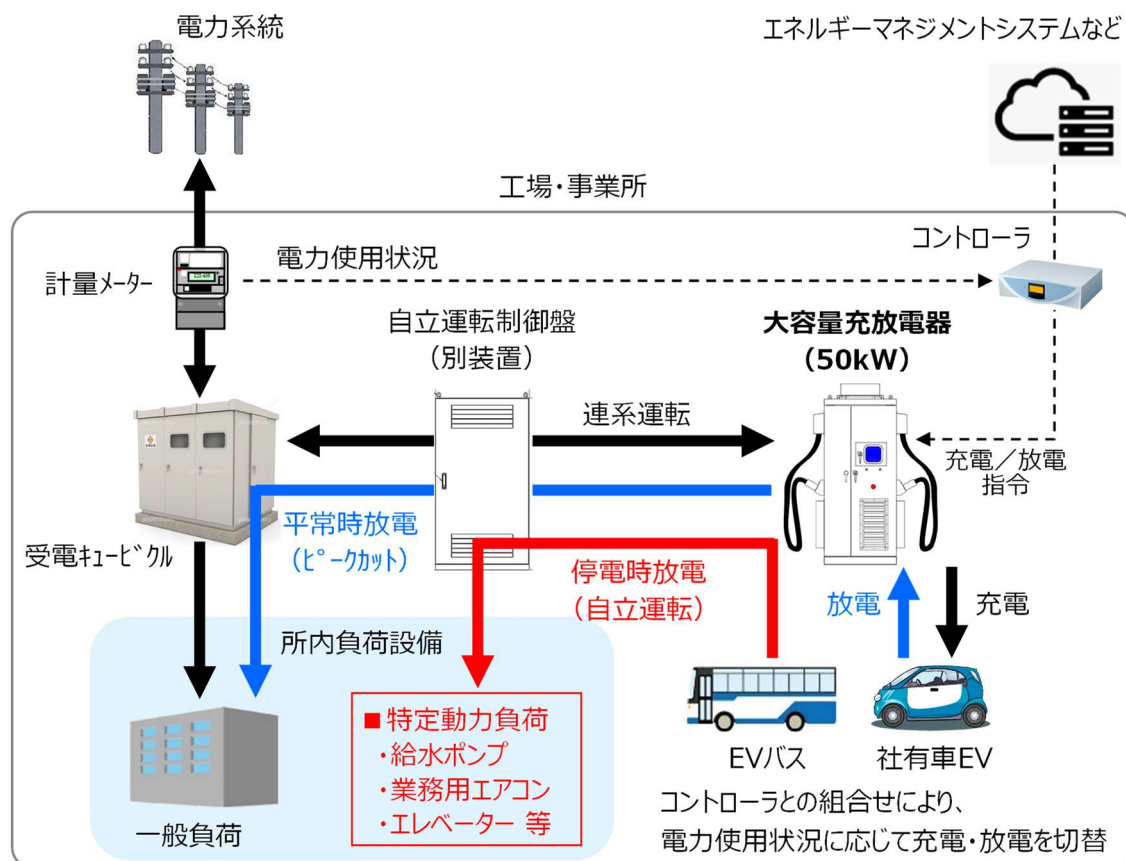 電力系統
エネルギーマネジメントシステムなど
工場・事業所
コントローラ
電力使用状況
計量メーター
自立運転制御盤
（別装置）
大容量充放電器
（50kW）
連系運転
充電／放電
指令
平常時放電
（ﾋﾟｰｸカット）
受電ｷｭｰﾋﾞｸﾙ
停電時放電
（自立運転）
放電
充電
所内負荷設備
■特定動力負荷
・給水ポンプ
・業務用エアコン
・エレベーター 等
一般負荷
EVバス
社有車EV
コントローラとの組合せにより、
電力使用状況に応じて充電・放電を切替